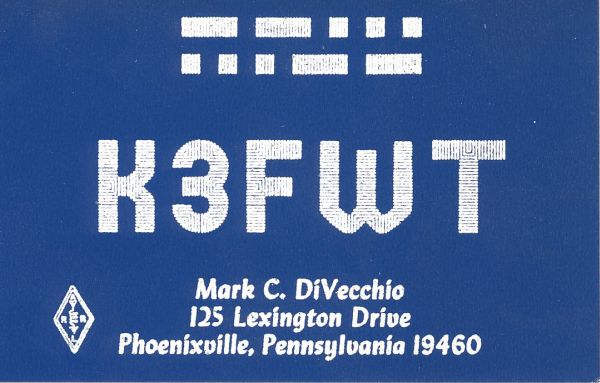 K3FWT
Mark C. DiVecchio
125 Lexington Drive
Phoenixville, Pennsylvania 19460